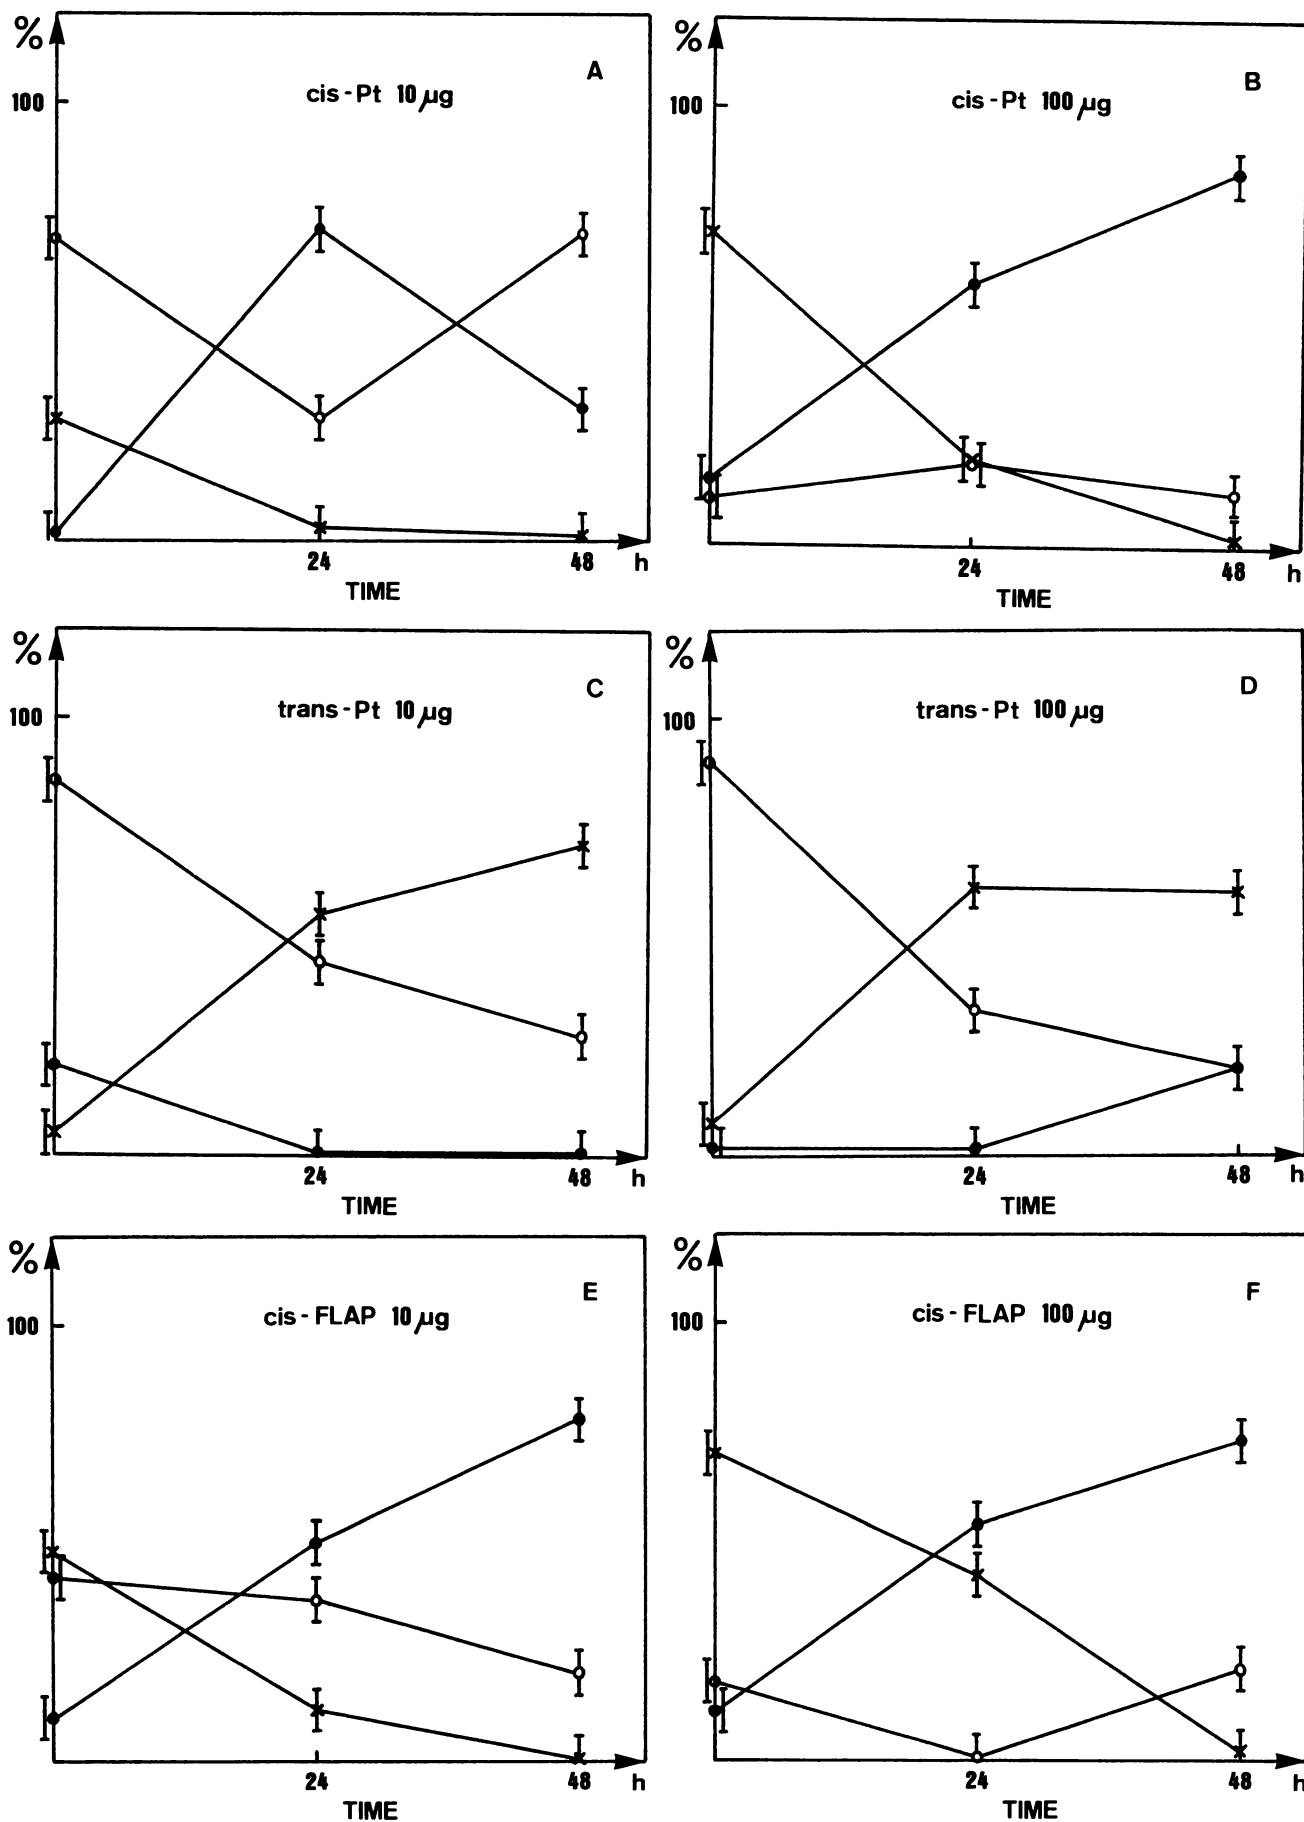 %
A
cis-Pt 10 µg
100
24
48
h
TIME
%
B
cis-Pt 100 µg
100
24
48
h
TIME
%
C
trans-Pt 10 µg
100
24
48
h
TIME
%
D
trans-Pt 100 µg
100
24
48
h
TIME
%
E
cis-FLAP 10 µg
100
24
48
h
TIME
%
F
cis-FLAP 100 µg
100
24
48
h
TIME